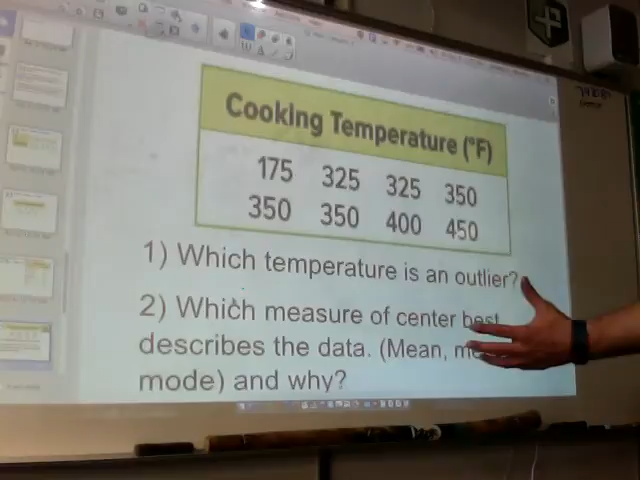 Cooking Temperature (°F)
175 325 325 350
350 350 400 450
1) Which temperature is an outlier?
2) Which measure of center best
describes the data. (Mean,
mode) and why?